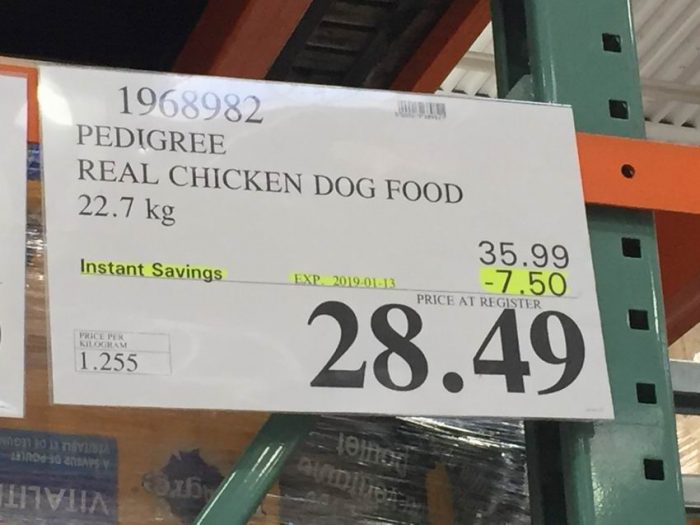 1968982
PEDIGREE
REAL CHICKEN DOG FOOD
22.7 kg
35.99
Instant Savings EXP. 2019-01-13 -7.50
PRICE AT REGISTER
28.49
PRICE PER
KILOGRAM
1.255
VITALITÉ